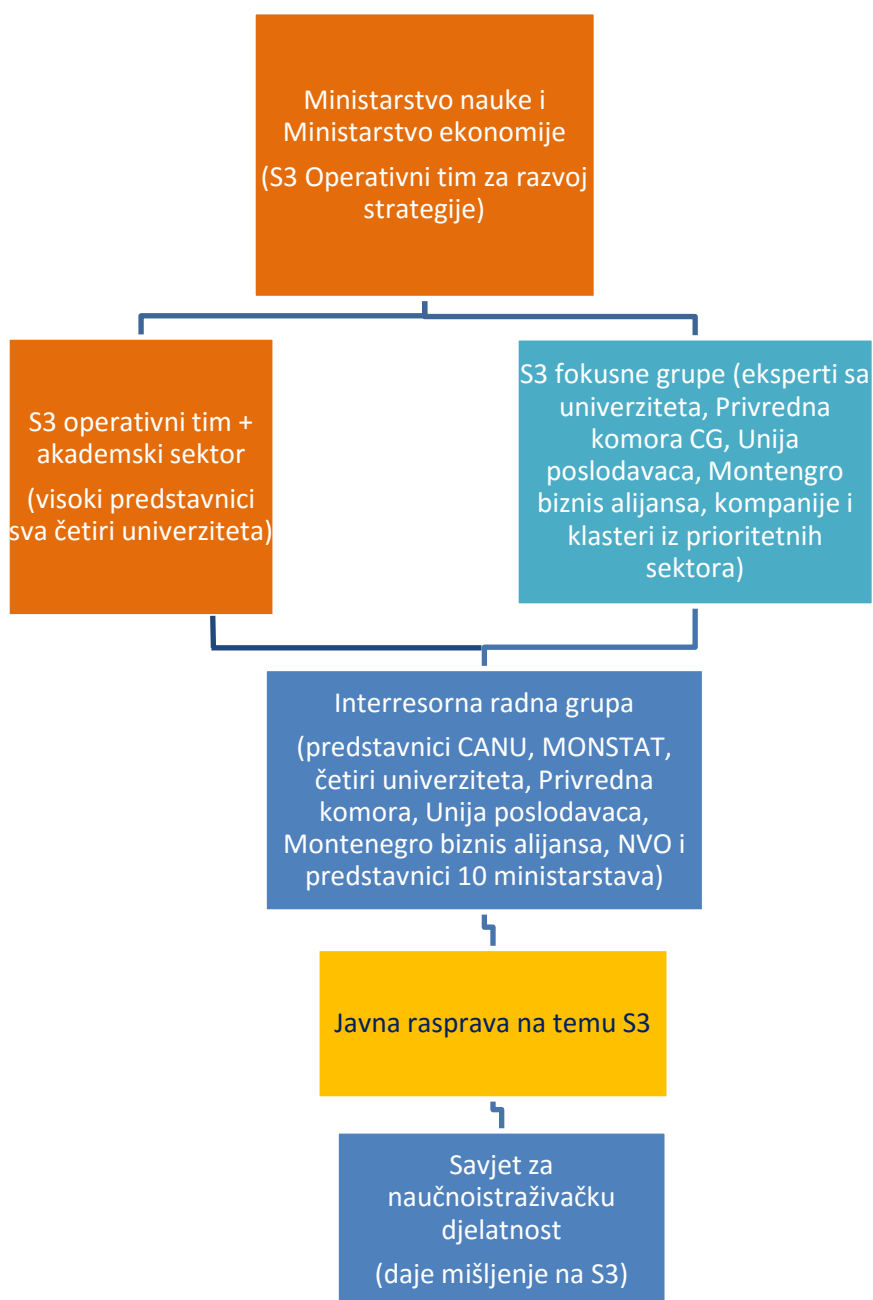 Ministarstvo nauke i
Ministarstvo ekonomije
(S3 Operativni tim za razvoj
strategije)
S3 operativni tim +
akademski sektor
(visoki predstavnici
sva četiri univerziteta)
S3 fokusne grupe (eksperti sa
univerziteta, Privredna
komora CG, Unija
poslodavaca, Montengro
biznis alijansa, kompanije i
klasteri iz prioritetnih
sektora)
Interresorna radna grupa
(predstavnici CANU, MONSTAT,
četiri univerziteta, Privredna
komora, Unija poslodavaca,
Montenegro biznis alijansa, NVO i
predstavnici 10 ministarstava)
Javna rasprava na temu S3
Savjet za
naučnoistraživačku
djelatnost
(daje mišljenje na S3)